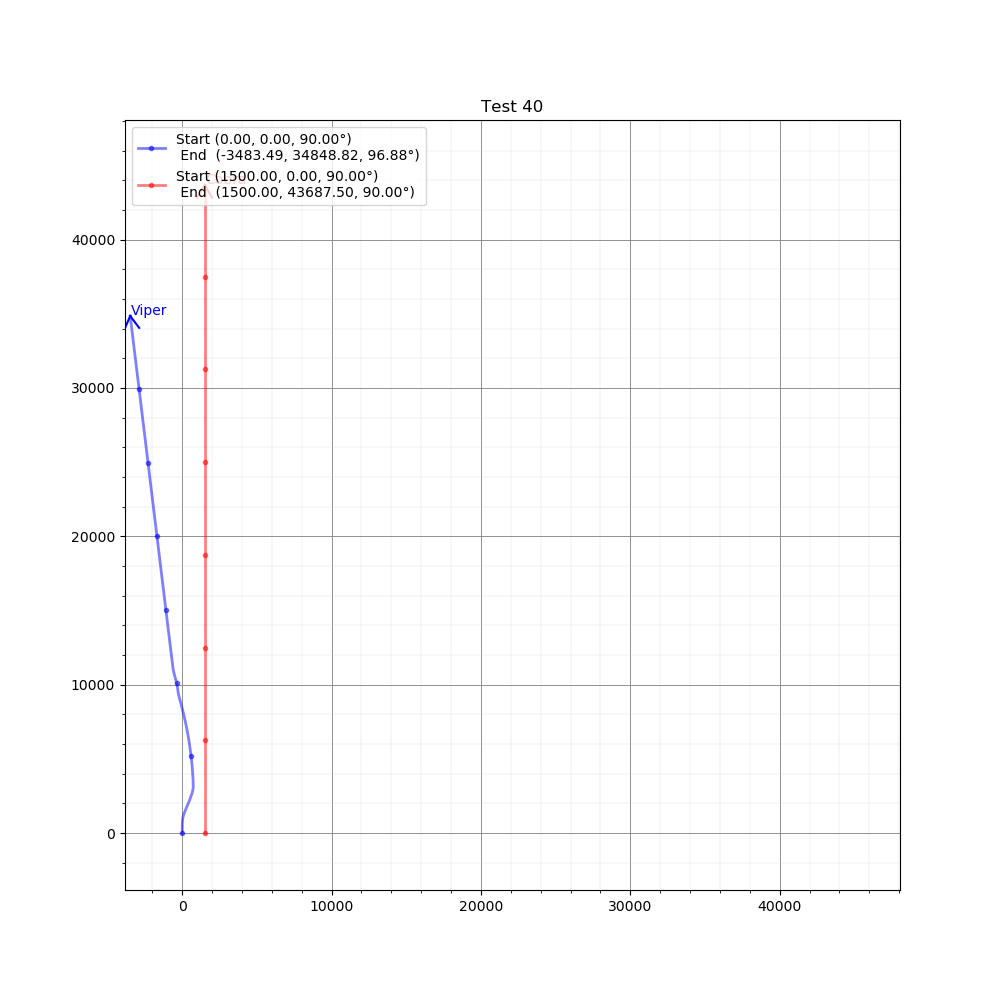 Test 40
Start (0.00, 0.00, 90.00°)
End (-3483.49, 34848.82, 96.88°)
Start (1500.00, 0.00, 90.00°)
End (1500.00, 43687.50, 90.00°)
40000
Viper
30000
20000
10000
0
0 10000 20000 30000 40000